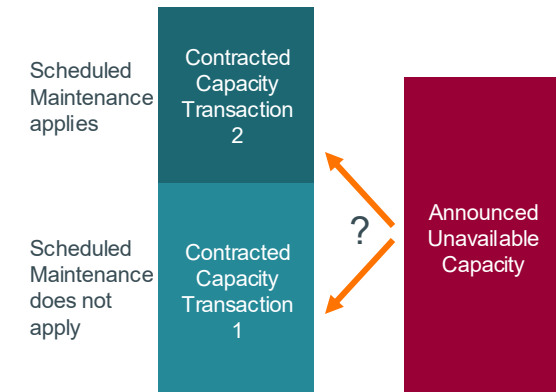 Scheduled
Maintenance
applies
Contracted
Capacity
Transaction
2
Scheduled
Maintenance
does not
apply
Contracted
Capacity
Transaction
1
?
Announced
Unavailable
Capacity